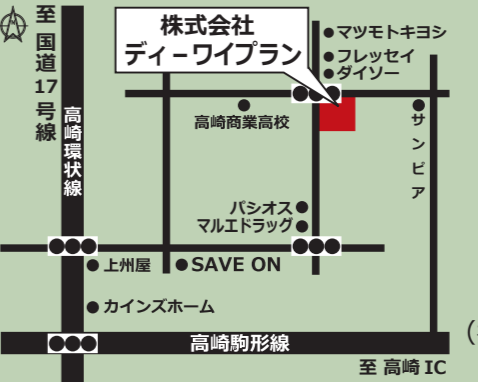 至国道17号線
株式会社
ディーワイプラン
マツモトキヨシ
フレッセイ
ダイソー
高崎商業高校
サンピア
高崎環状線
パシオス
マルエドラッグ
上州屋
SAVE ON
カインズホーム
高崎駒形線
至 高崎 IC
(